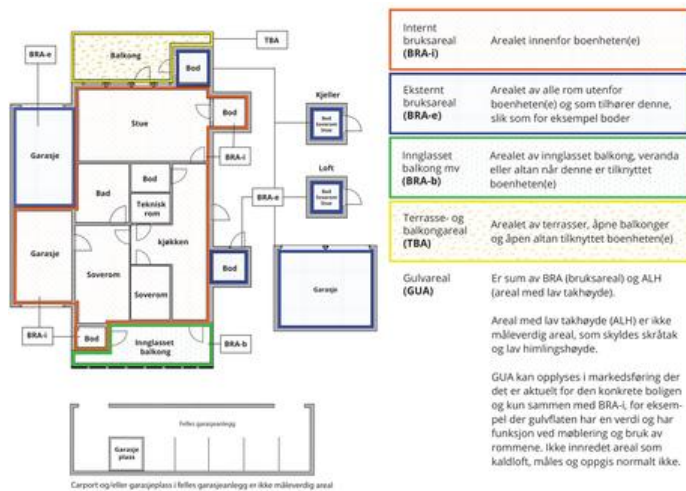 TBA
BRA-e
Balkong
Bod
Kjeller
Bod
Soverom
Stue
Stue
Bod
Garasje
BRA-i
Loft
Bod
Soverom
Stue
Bad
Bod
Teknisk
rom
BRA-e
Garasje
kjøkken
Soverom
Bod
Soverom
Garasje
BRA-i
Bod
Innglasset
balkong
BRA-b
Felles garasjeanlegg
Garasje
plass
Carport og/eller garasjeplass i felles garasjeanlegg er ikke måleverdig areal
Internt
bruksareal
(BRA-i)
Arealet innenfor boenheten(e)
Eksternt
bruksareal
(BRA-e)
Arealet av alle rom utenfor
boenheten(e) og som tilhører denne,
slik som for eksempel boder
Innglasset
balkong mv
(BRA-b)
Arealet av innglasset balkong, veranda
eller altan når denne er tilknyttet
boenheten(e)
Terrasse- og
balkongareal
(TBA)
Arealet av terrasser, åpne balkonger
og åpen altan tilknyttet boenheten(e)
Gulvareal
(GUA)
Er sum av BRA (bruksareal) og ALH
(areal med lav takhøyde).
Areal med lav takhøyde (ALH) er ikke
måleverdig areal, som skyldes skråtak
og lav himlingshøyde.
GUA kan opplyses i markedsføring der
det er aktuelt for den konkrete boligen
og kun sammen med BRA-i, for eksem-
pel der gulvflaten har en verdi og har
funksjon ved møblering og bruk av
rommene. Ikke innredet areal som
kaldloft, måles og oppgis normalt ikke.